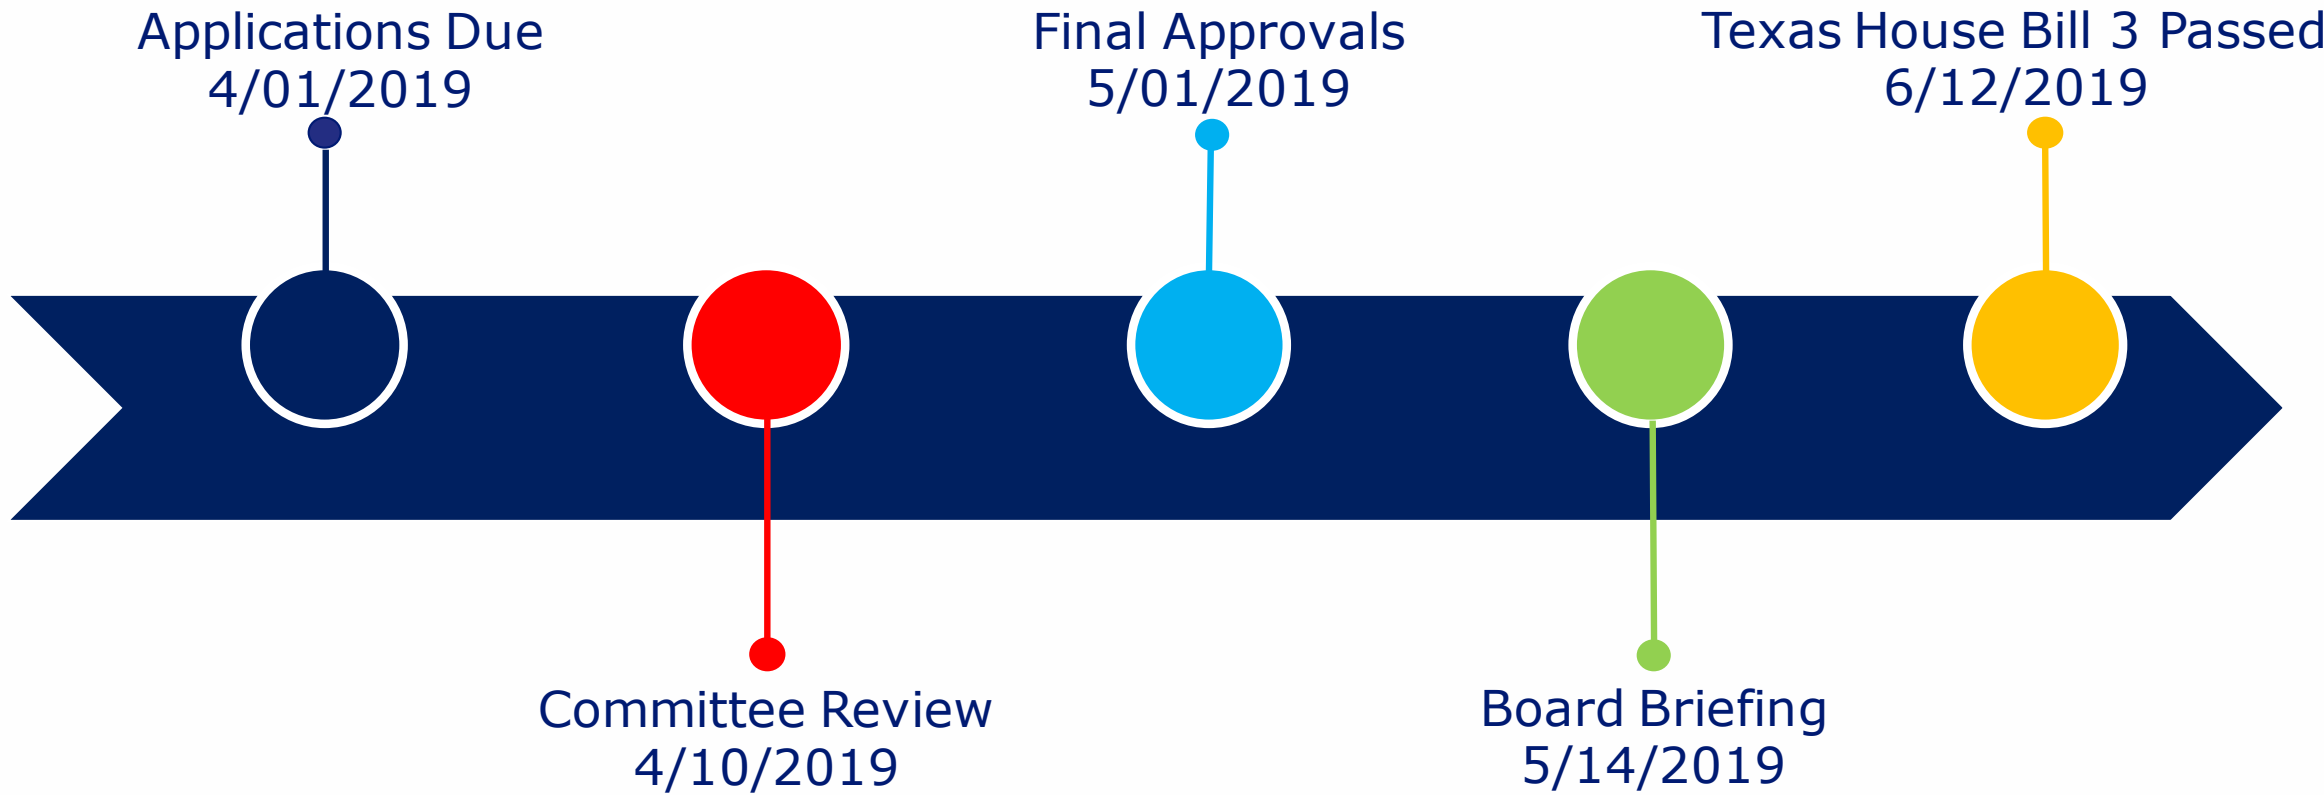 Applications Due
4/01/2019
Committee Review
4/10/2019
Final Approvals
5/01/2019
Board Briefing
5/14/2019
Texas House Bill 3 Passed
6/12/2019